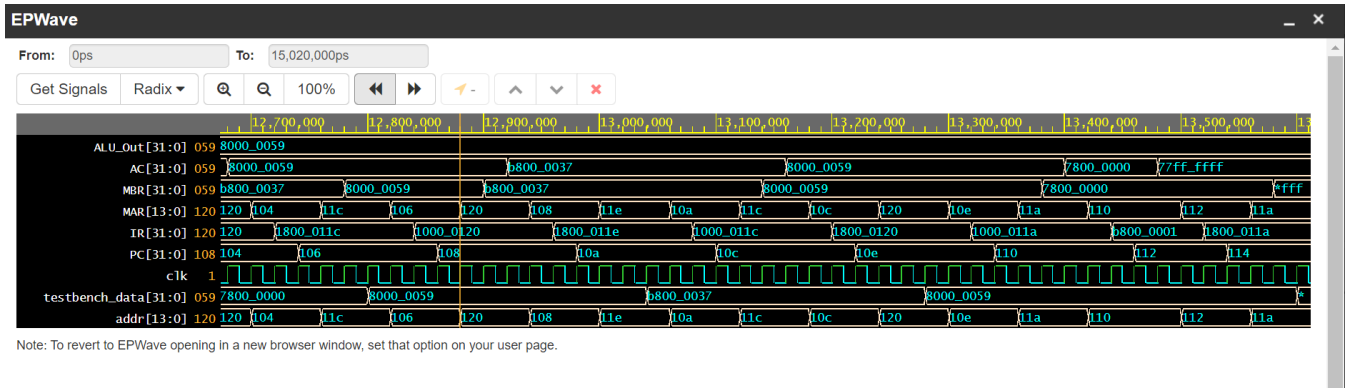 EPWave
From: 0ps To: 15,020,000ps
Get Signals Radix 100% -
12,700,000 12,800,000 12,900,000 13,000,000 13,100,000 13,200,000 13,300,000 13,400,000 13,500,000 13
ALU_Out[31:0] 059 8000_0059
AC[31:0] 059 8000_0059 b800_0037 8000_0059 7800_0000 77ff_ffff
MBR[31:0] 059 b800_0037 8000_0059 b800_0037 8000_0059 7800_0000 *fff
MAR[13:0] 120 120 104 11c 106 120 108 11e 10a 11c 10c 120 10e 11a 110 112 11a
IR[31:0] 120 120 1800_011c 1000_0120 1800_011e 1000_011c 1800_0120 1000_011a b800_0001 1800_011a
PC[31:0] 108 104 106 108 10a 10c 10e 110 112 114
clk 1
testbench_data[31:0] 059 7800_0000 8000_0059 b800_0037 8000_0059 *
addr[13:0] 120 120 104 11c 106 120 108 11e 10a 11c 10c 120 10e 11a 110 112 11a
Note: To revert to EPWave opening in a new browser window, set that option on your user page.